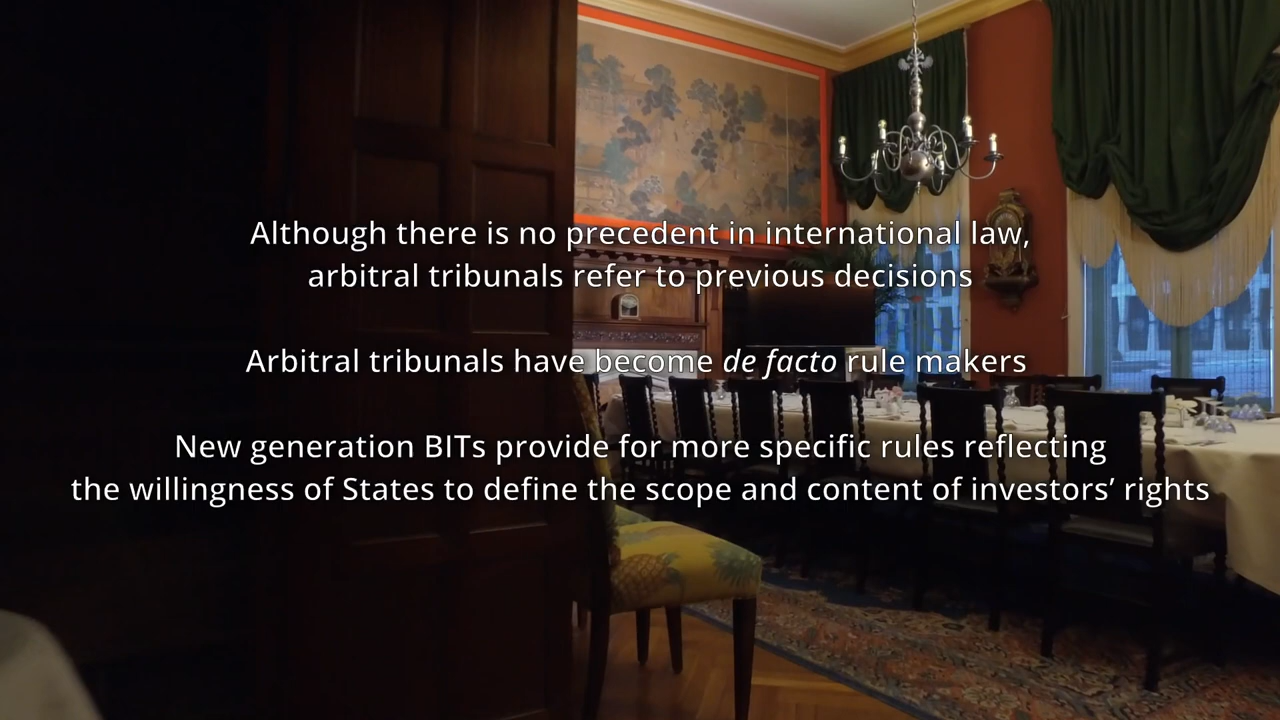 Although there is no precedent in international law,
arbitral tribunals refer to previous decisions
Arbitral tribunals have become de facto rule makers
New generation BITs provide for more specific rules reflecting
the willingness of States to define the scope and content of investors’ rights